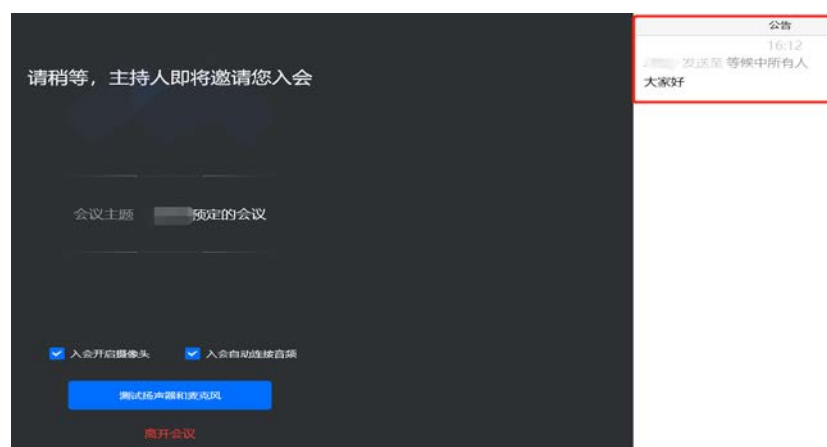 请稍等，主持人即将邀请您入会
会议主题 预定的会议
入会开启摄像头 入会自动连接音频
测试扬声器和麦克风
离开会议
公告
16:12
发送至 等候中所有人
大家好